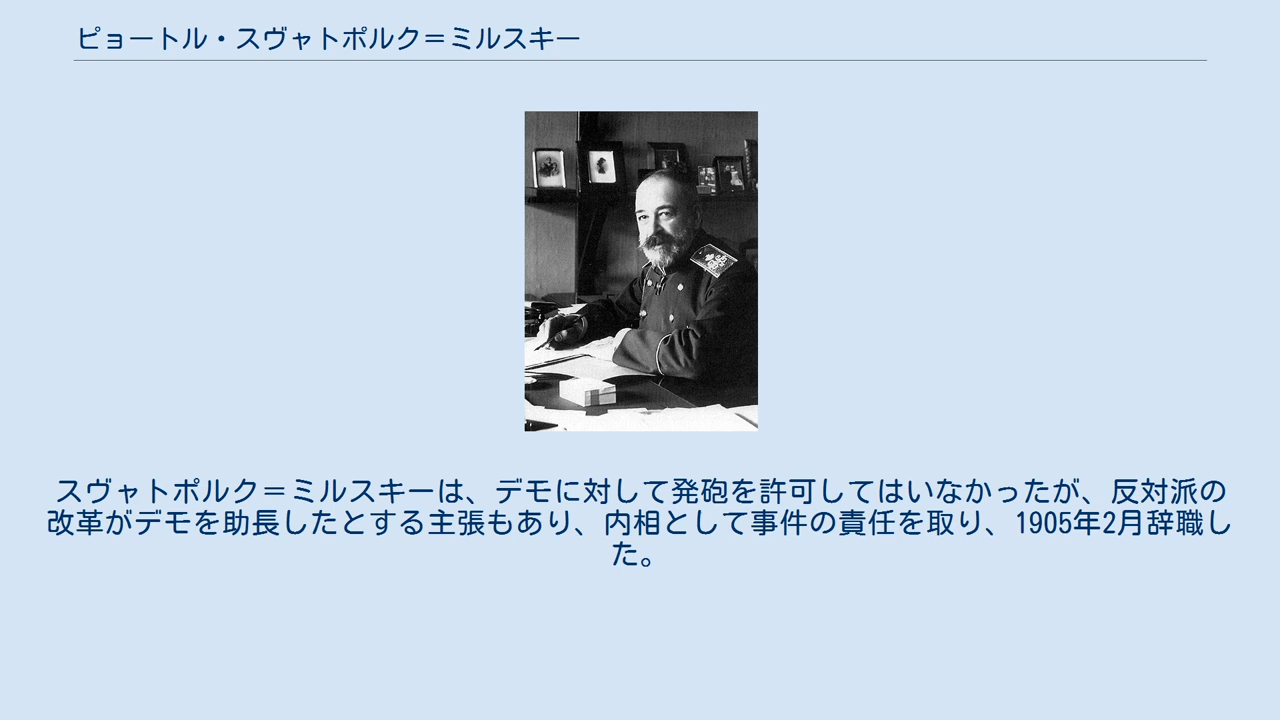 ピョートル・スヴャトポルク＝ミルスキー
スヴャトポルク＝ミルスキーは、デモに対して発砲を許可してはいなかったが、反対派の
改革がデモを助長したとする主張もあり、内相として事件の責任を取り、1905年2月辞職し
た。